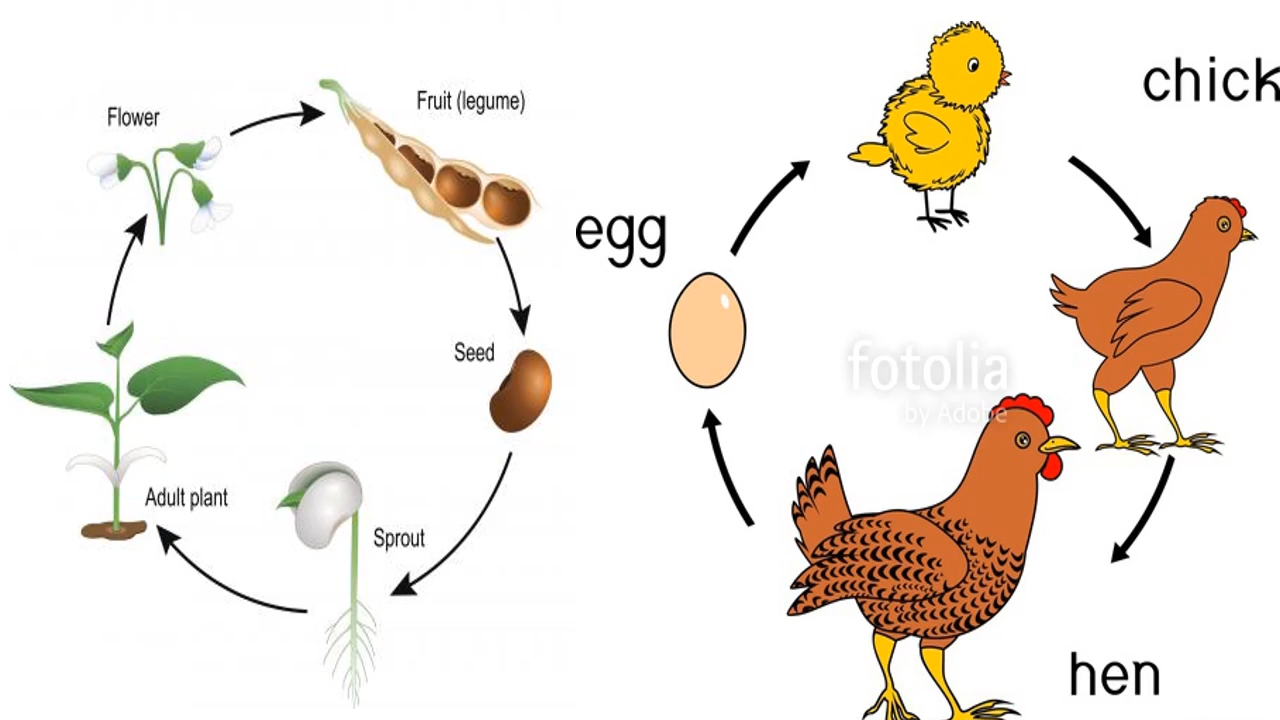 Flower
Fruit (legume)
Seed
Adult plant
Sprout
egg
chick
fotolia
by Adobe
hen